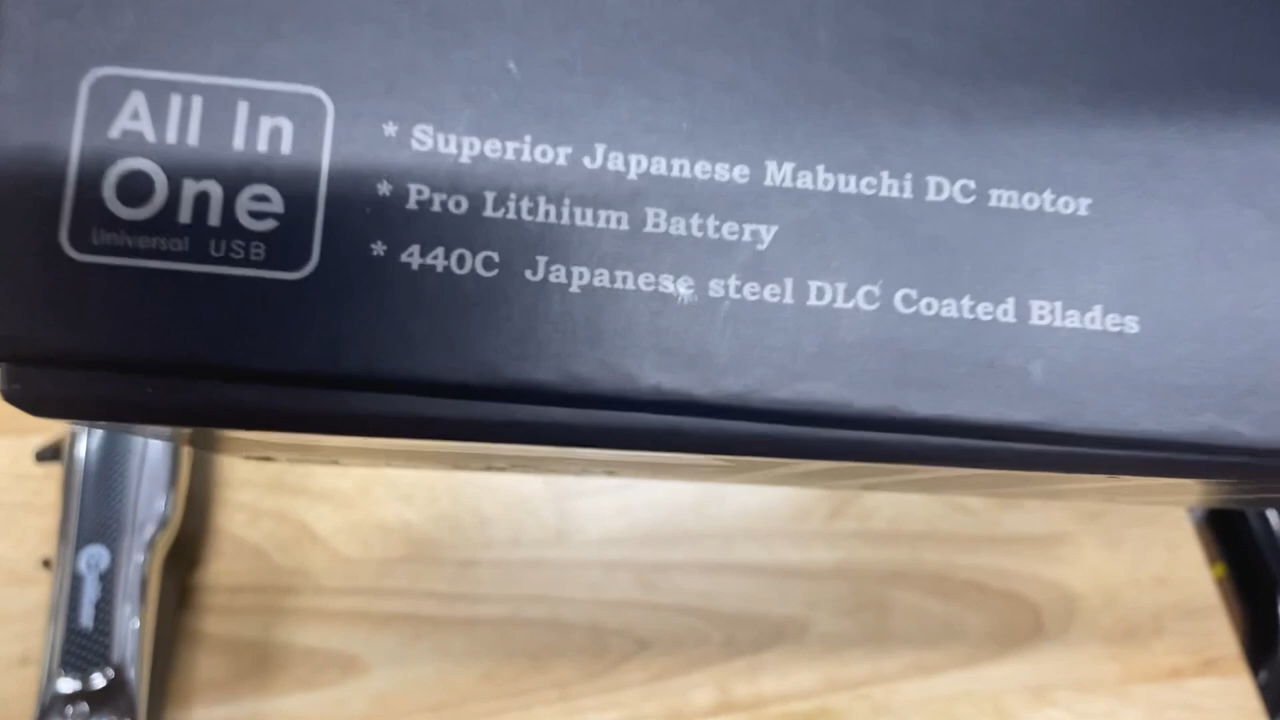 All In
One
Universal USB
* Superior Japanese Mabuchi DC motor
* Pro Lithium Battery
* 440C Japanese steel DLC Coated Blades